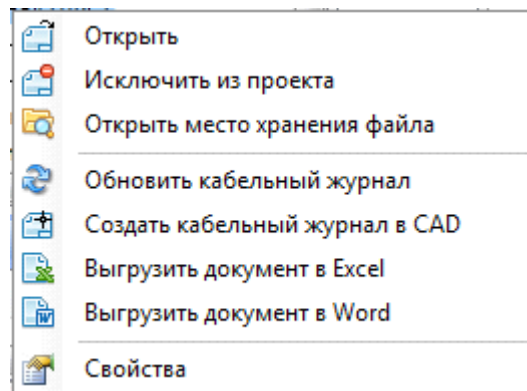 Открыть
Исключить из проекта
Открыть место хранения файла
Обновить кабельный журнал
Создать кабельный журнал в CAD
Выгрузить документ в Excel
Выгрузить документ в Word
Свойства